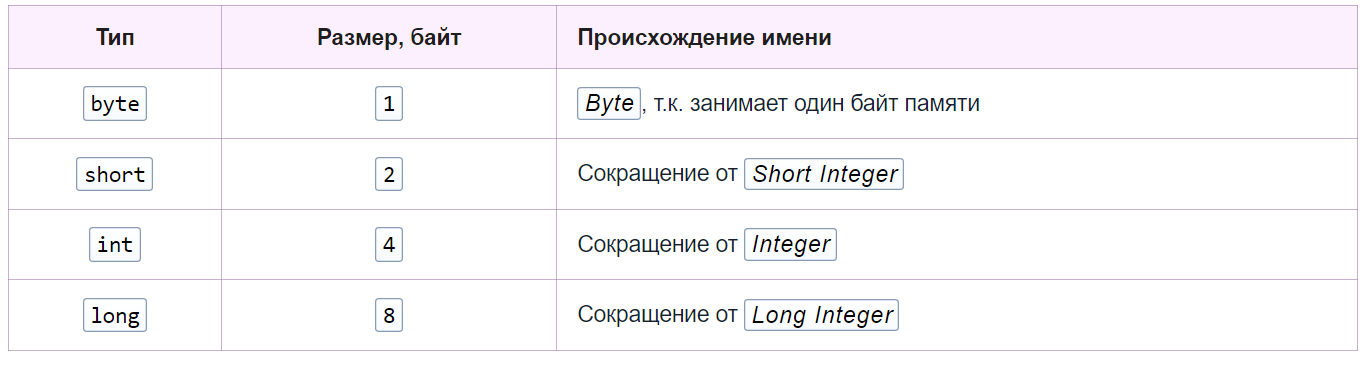 Тип Размер, байт Происхождение имени
byte 1 Byte, т.к. занимает один байт памяти
short 2 Сокращение от Short Integer
int 4 Сокращение от Integer
long 8 Сокращение от Long Integer